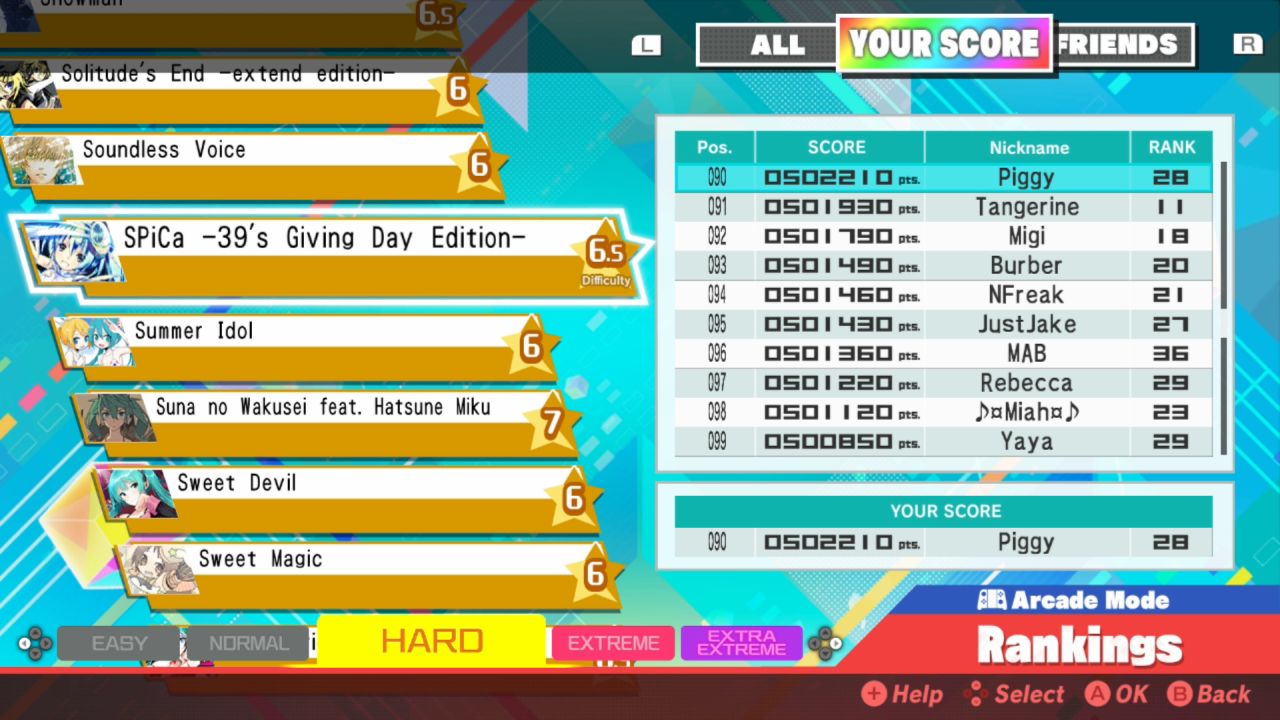 Snowman
6.5
Solitude's End -extend edition-
6
Soundless Voice
6
SPiCa -39's Giving Day Edition-
6.5
Difficulty
Summer Idol
6
Suna no Wakusei feat. Hatsune Miku
7
Sweet Devil
6
Sweet Magic
6
EASY NORMAL HARD EXTREME EXTRA EXTREME
L ALL YOUR SCORE FRIENDS R
Pos. SCORE Nickname RANK
090 0502210 pts. Piggy 28
091 0501930 pts. Tangerine 11
092 0501790 pts. Migi 18
093 0501490 pts. Burber 20
094 0501460 pts. NFreak 21
095 0501430 pts. JustJake 27
096 0501360 pts. MAB 36
097 0501220 pts. Rebecca 29
098 0501120 pts. ♪¤Miah¤♪ 23
099 0500850 pts. Yaya 29
YOUR SCORE
090 0502210 pts. Piggy 28
Arcade Mode
Rankings
+ Help Select A OK B Back